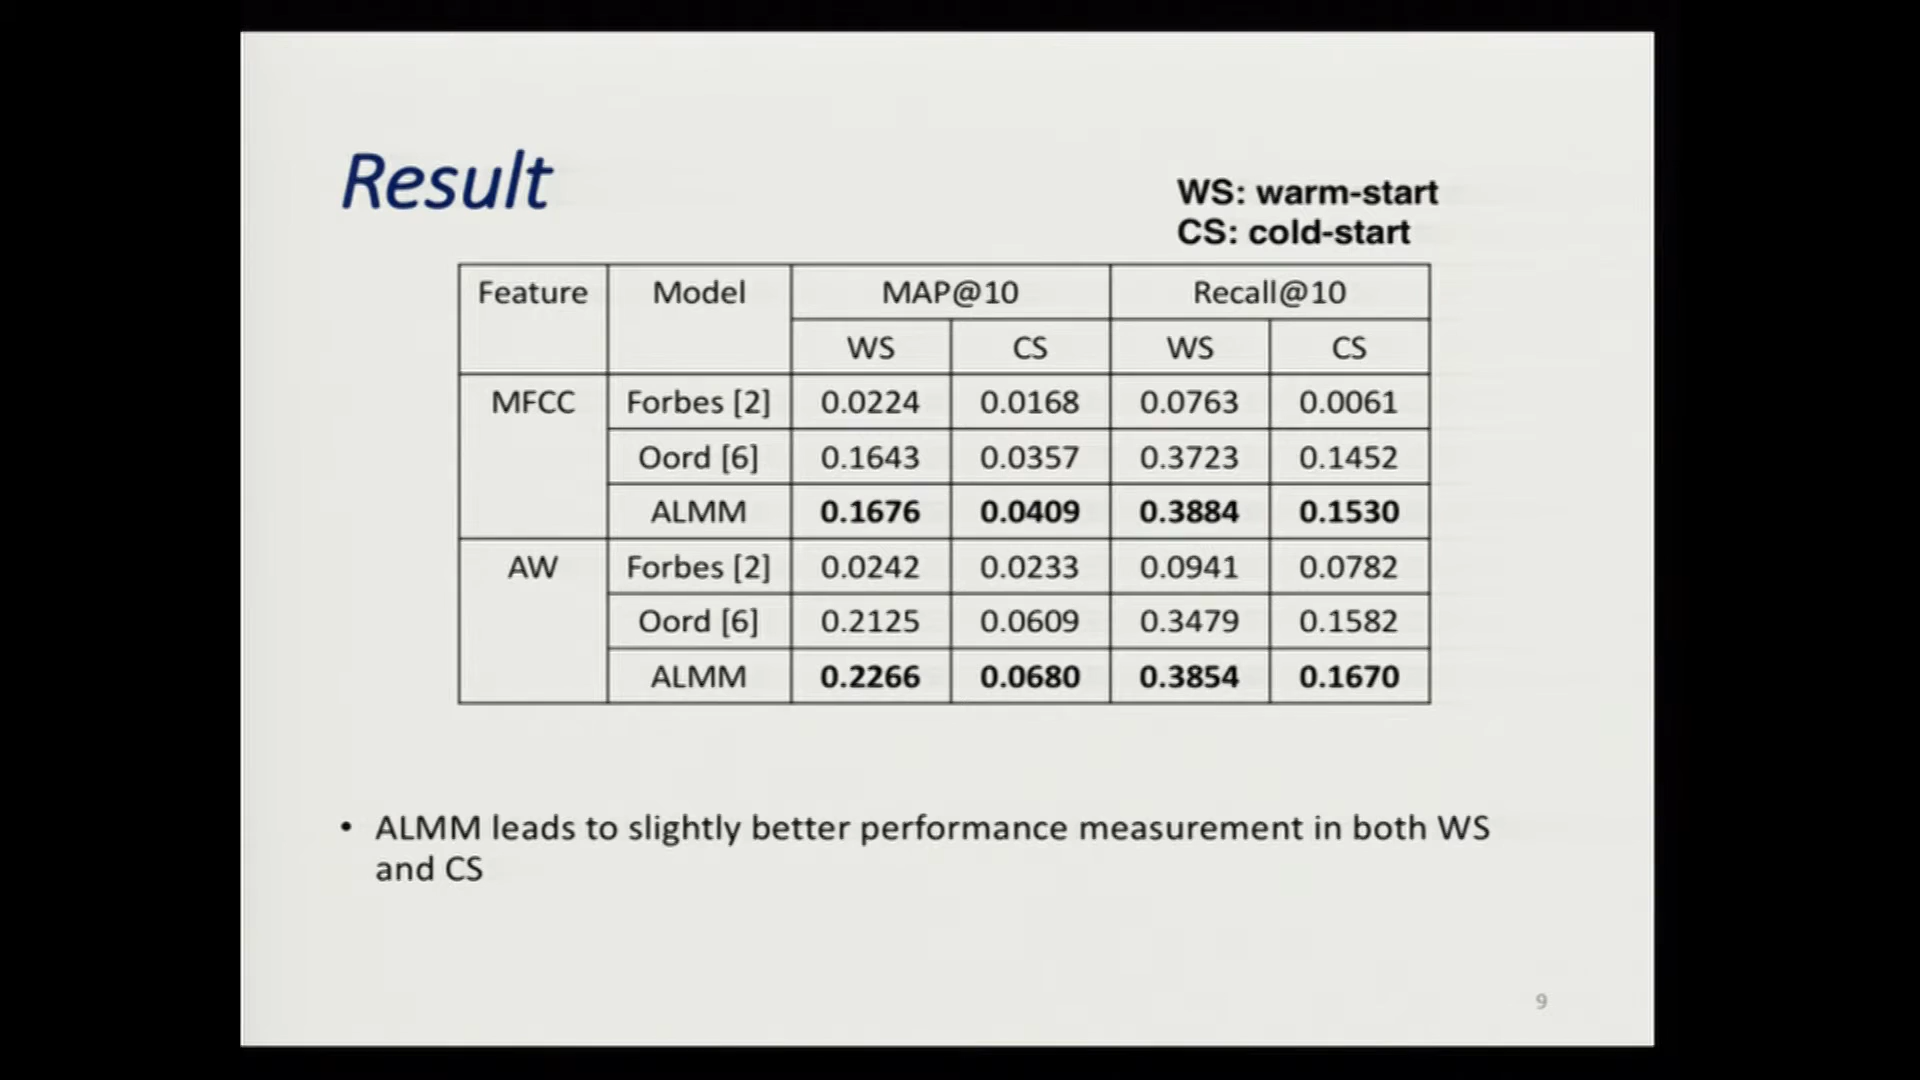 Result
WS: warm-start
CS: cold-start
Feature Model MAP@10 Recall@10
WS CS WS CS
MFCC Forbes [2] 0.0224 0.0168 0.0763 0.0061
Oord [6] 0.1643 0.0357 0.3723 0.1452
ALMM 0.1676 0.0409 0.3884 0.1530
AW Forbes [2] 0.0242 0.0233 0.0941 0.0782
Oord [6] 0.2125 0.0609 0.3479 0.1582
ALMM 0.2266 0.0680 0.3854 0.1670
• ALMM leads to slightly better performance measurement in both WS
and CS
9